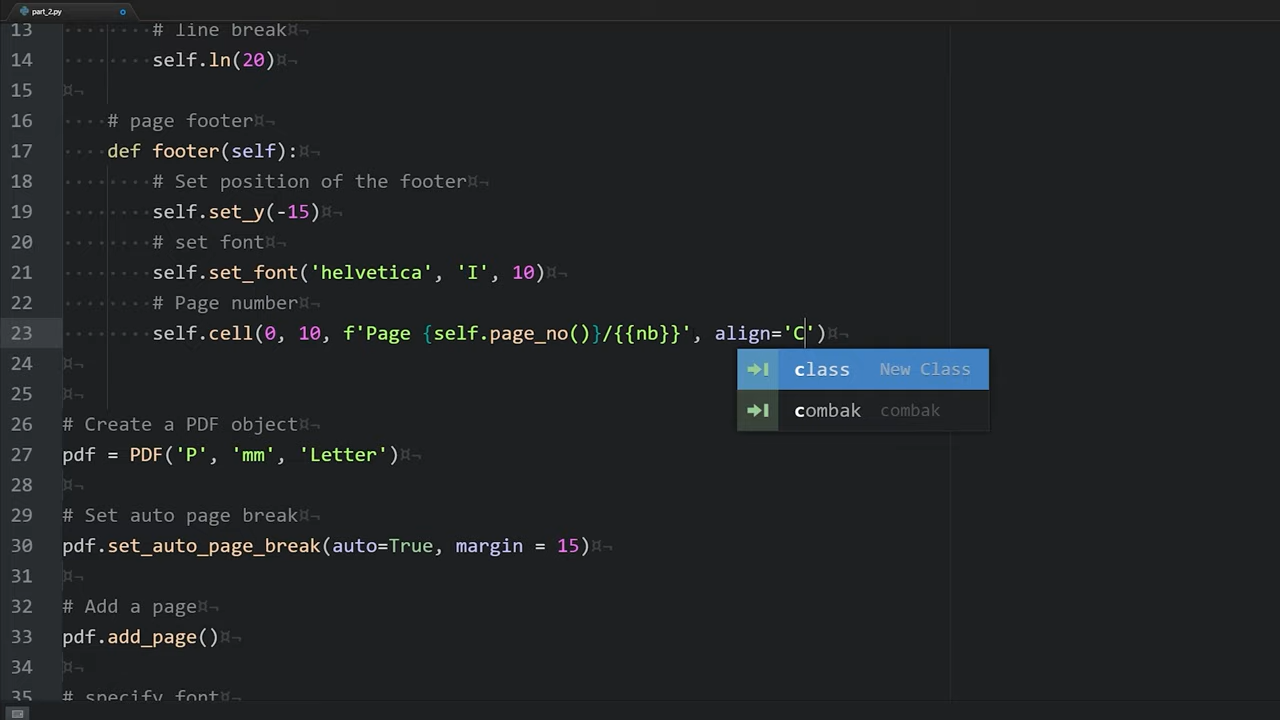 part_2.py
13 # line break
14 self.ln(20)
15
16 # page footer
17 def footer(self):
18 # Set position of the footer
19 self.set_y(-15)
20 # set font
21 self.set_font('helvetica', 'I', 10)
22 # Page number
23 self.cell(0, 10, f'Page {self.page_no()}/{{nb}}', align='C')
class New Class
24
combak combak
25
26 # Create a PDF object
27 pdf = PDF('P', 'mm', 'Letter')
28
29 # Set auto page break
30 pdf.set_auto_page_break(auto=True, margin = 15)
31
32 # Add a page
33 pdf.add_page()
34
35 # specify font